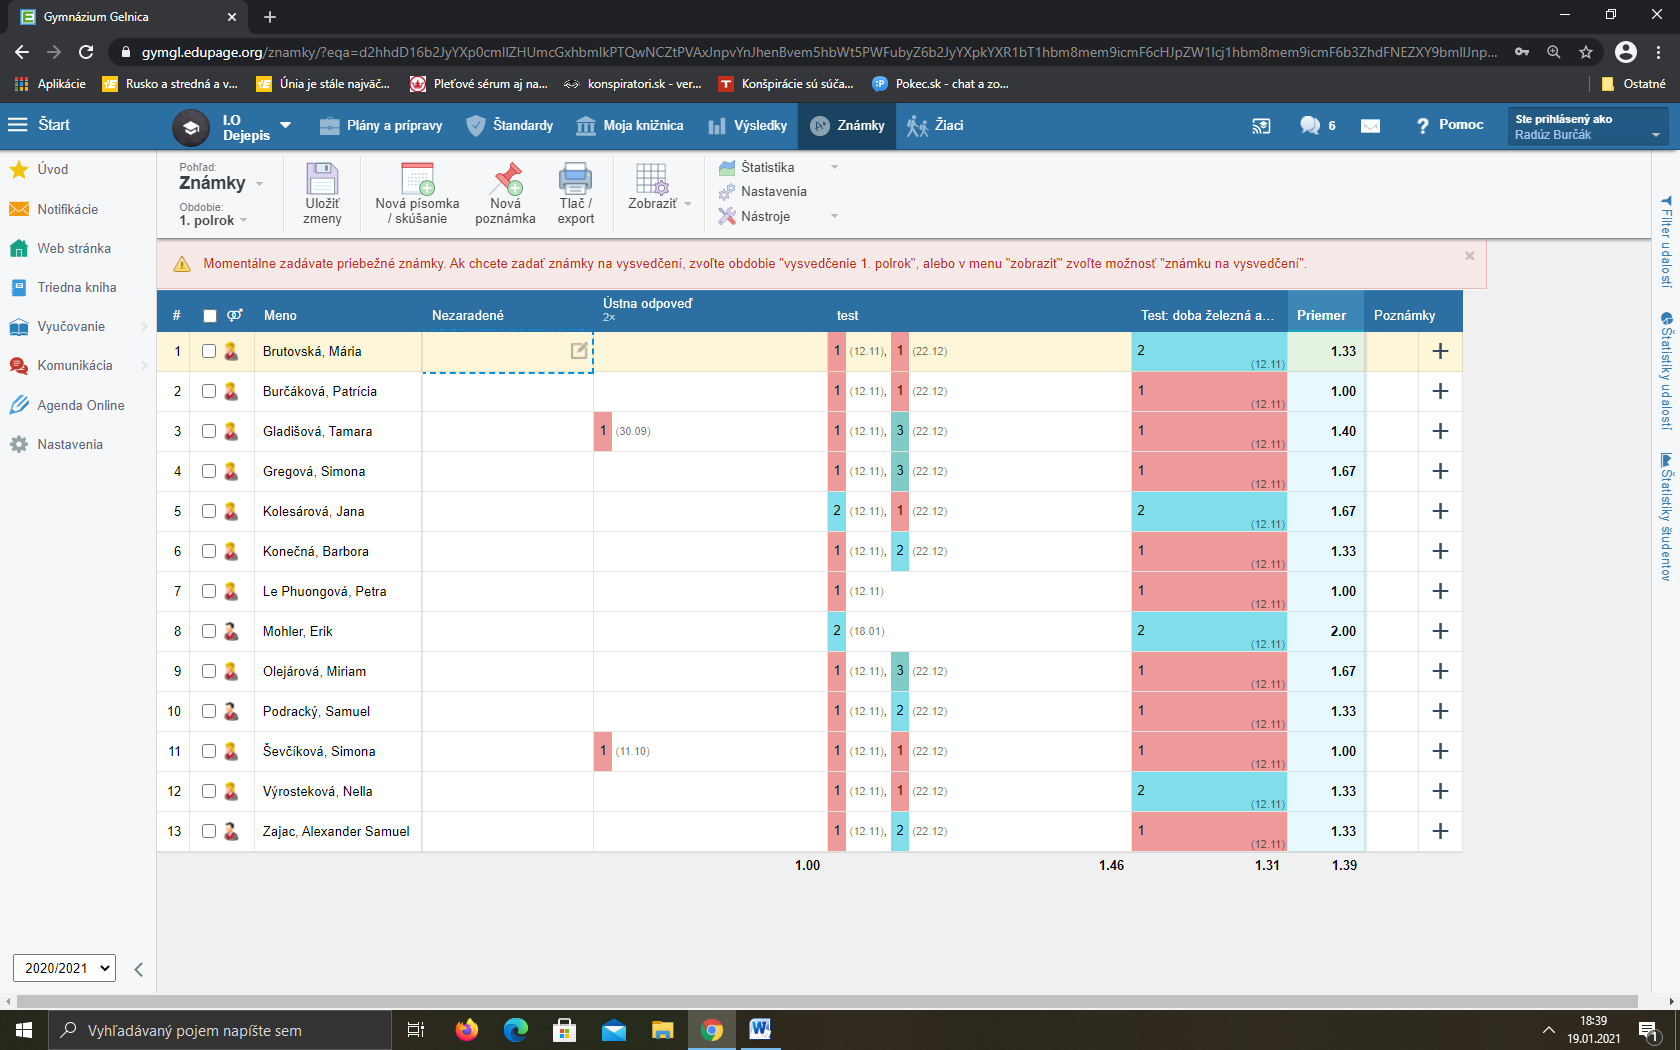 Gymnázium Gelnica
gymgl.edupage.org/znamky/?eqa=
Aplikácie
Rusko a stredná a v...
Únia je stále najväč...
Pleťové sérum aj na...
konspiratori.sk - ver...
Konšpirácie sú súča...
Pokec.sk - chat a zo...
Ostatné
Štart
I.O
Dejepis
Plány a prípravy
Štandardy
Moja knižnica
Výsledky
Známky
Žiaci
6
? Pomoc
Ste prihlásený ako
Radúz Burčák
Úvod
Notifikácie
Web stránka
Triedna kniha
Vyučovanie
Komunikácia
Agenda Online
Nastavenia
Pohľad:
Známky
Obdobie:
1. polrok
Uložiť
zmeny
Nová písomka
/ skúšanie
Nová
poznámka
Tlač /
export
Zobraziť
Štatistika
Nastavenia
Nástroje
Filter udalostí
Štatistiky udalostí
Štatistiky študentov
Momentálne zadávate priebežné známky. Ak chcete zadať známky na vysvedčení, zvoľte obdobie "vysvedčenie 1. polrok", alebo v menu "zobraziť" zvoľte možnosť "známku na vysvedčení".
# Meno Nezaradené Ústna odpoveď 2× test Test: doba železná a... Priemer Poznámky
1 Brutovská, Mária 1 (12.11), 1 (22.12) 2 (12.11) 1.33 +
2 Burčáková, Patrícia 1 (12.11), 1 (22.12) 1 (12.11) 1.00 +
3 Gladišová, Tamara 1 (30.09) 1 (12.11), 3 (22.12) 1 (12.11) 1.40 +
4 Gregová, Simona 1 (12.11), 3 (22.12) 1 (12.11) 1.67 +
5 Kolesárová, Jana 2 (12.11), 1 (22.12) 2 (12.11) 1.67 +
6 Konečná, Barbora 1 (12.11), 2 (22.12) 1 (12.11) 1.33 +
7 Le Phuongová, Petra 1 (12.11) 1 (12.11) 1.00 +
8 Mohler, Erik 2 (18.01) 2 (12.11) 2.00 +
9 Olejárová, Miriam 1 (12.11), 3 (22.12) 1 (12.11) 1.67 +
10 Podracký, Samuel 1 (12.11), 2 (22.12) 1 (12.11) 1.33 +
11 Ševčíková, Simona 1 (11.10) 1 (12.11), 1 (22.12) 1 (12.11) 1.00 +
12 Výrosteková, Nella 1 (12.11), 1 (22.12) 2 (12.11) 1.33 +
13 Zajac, Alexander Samuel 1 (12.11), 2 (22.12) 1 (12.11) 1.33 +
1.00 1.46 1.31 1.39
2020/2021
Vyhľadávaný pojem napíšte sem
18:39
19.01.2021
1